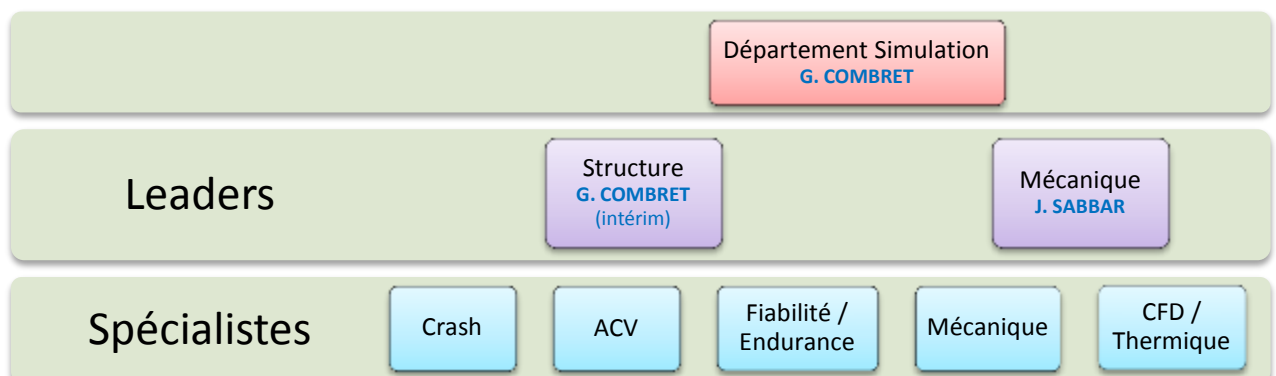 Département Simulation
G. COMBRET
Leaders
Structure
G. COMBRET
(intérim)
Mécanique
J. SABBAR
Spécialistes
Crash
ACV
Fiabilité /
Endurance
Mécanique
CFD /
Thermique